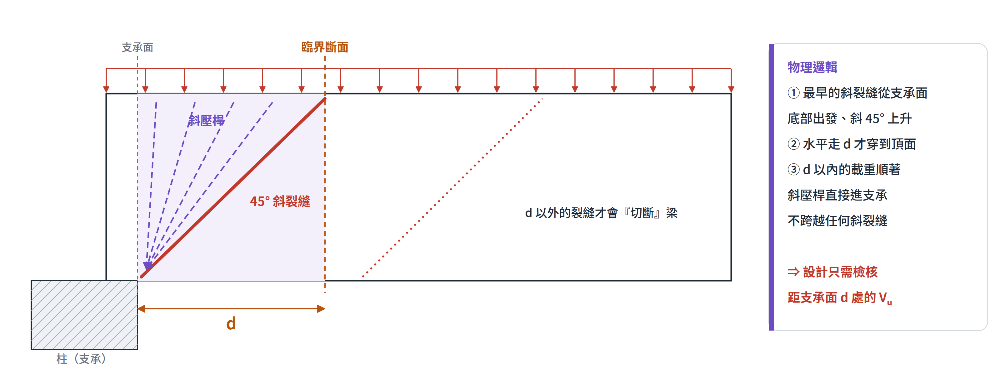 支承面
臨界斷面
斜壓桿
45° 斜裂縫
d 以外的裂縫才會『切斷』梁
d
柱（支承）
物理邏輯
① 最早的斜裂縫從支承面
底部出發、斜 45° 上升
② 水平走 d 才穿到頂面
③ d 以內的載重順著
斜壓桿直接進支承
不跨越任何斜裂縫
⇒ 設計只需檢核
距支承面 d 處的 Vu